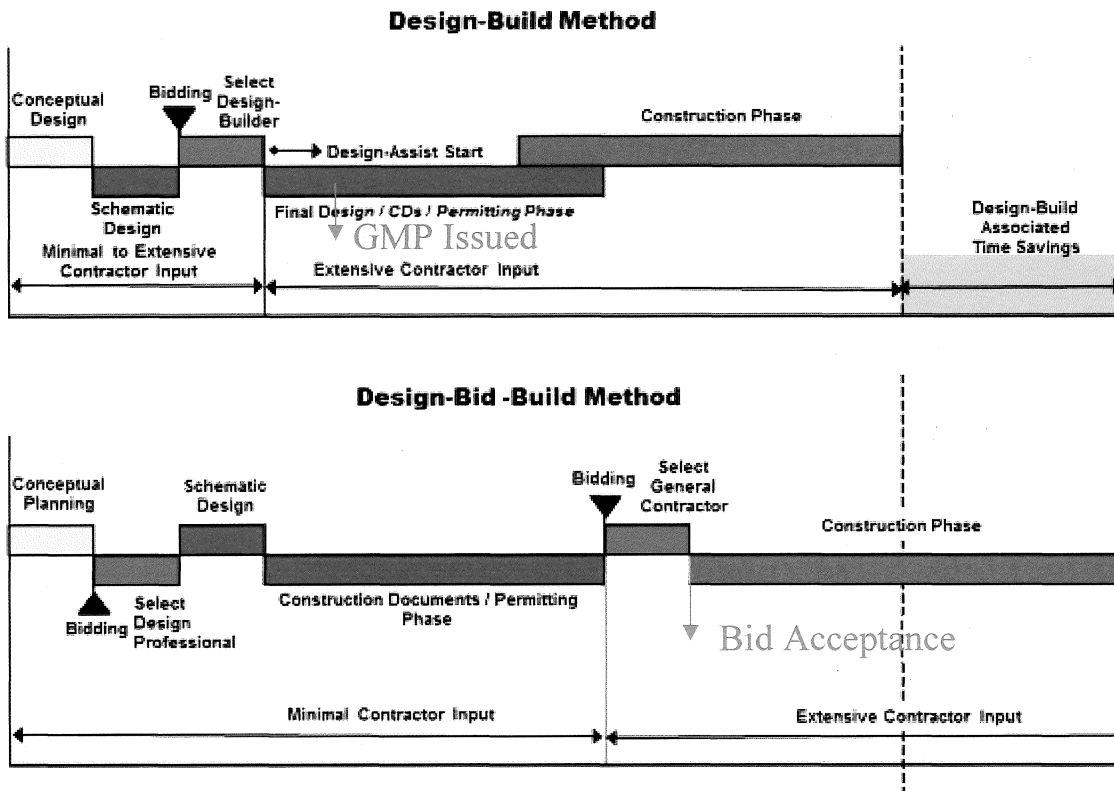 Design-Build Method
Conceptual
Design
Bidding
Select
Design-
Builder
Construction Phase
Design-Assist Start
Schematic
Design
Final Design / CDs / Permitting Phase
GMP Issued
Minimal to Extensive
Contractor Input
Extensive Contractor Input
Design-Build
Associated
Time Savings
Design-Bid -Build Method
Conceptual
Planning
Schematic
Design
Bidding
Select
General
Contractor
Construction Phase
Bidding
Select
Design
Professional
Construction Documents / Permitting
Phase
Bid Acceptance
Minimal Contractor Input
Extensive Contractor Input